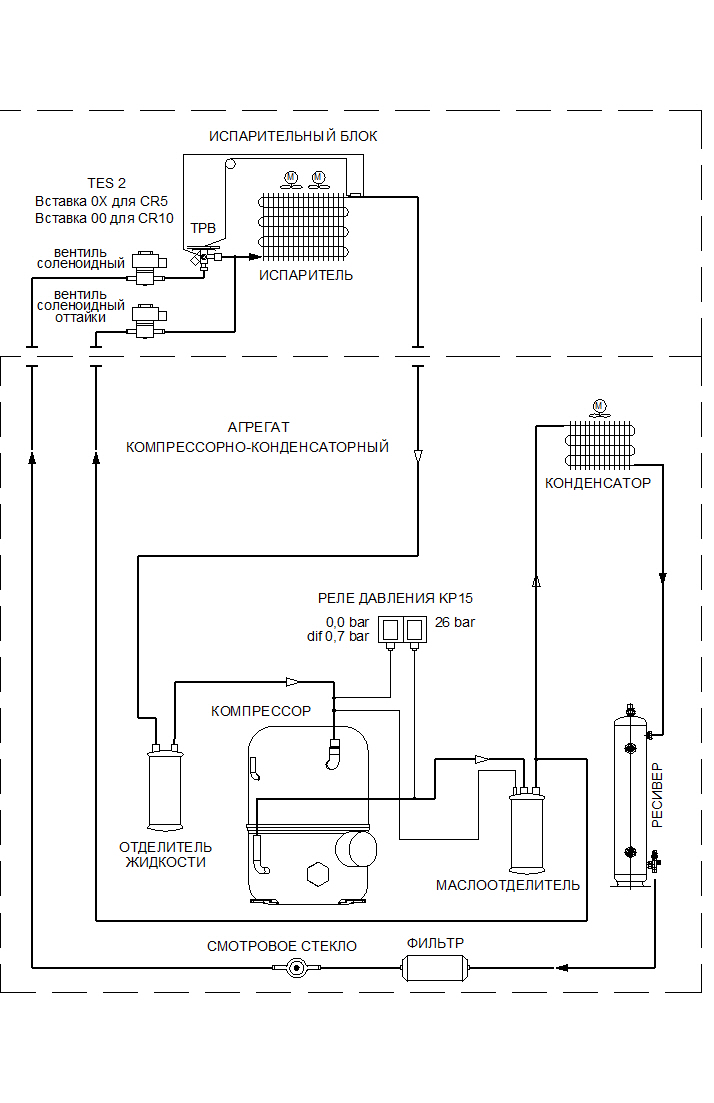 ИСПАРИТЕЛЬНЫЙ БЛОК
M M
TES 2
Вставка 0X для CR5
Вставка 00 для CR10
ТРВ
вентиль
соленоидный
ИСПАРИТЕЛЬ
вентиль
соленоидный
оттайки
M
АГРЕГАТ
КОМПРЕССОРНО-КОНДЕНСАТОРНЫЙ
КОНДЕНСАТОР
РЕЛЕ ДАВЛЕНИЯ KP15
0,0 bar
dif 0,7 bar
26 bar
КОМПРЕССОР
РЕСИВЕР
ОТДЕЛИТЕЛЬ
ЖИДКОСТИ
МАСЛООТДЕЛИТЕЛЬ
СМОТРОВОЕ СТЕКЛО
ФИЛЬТР